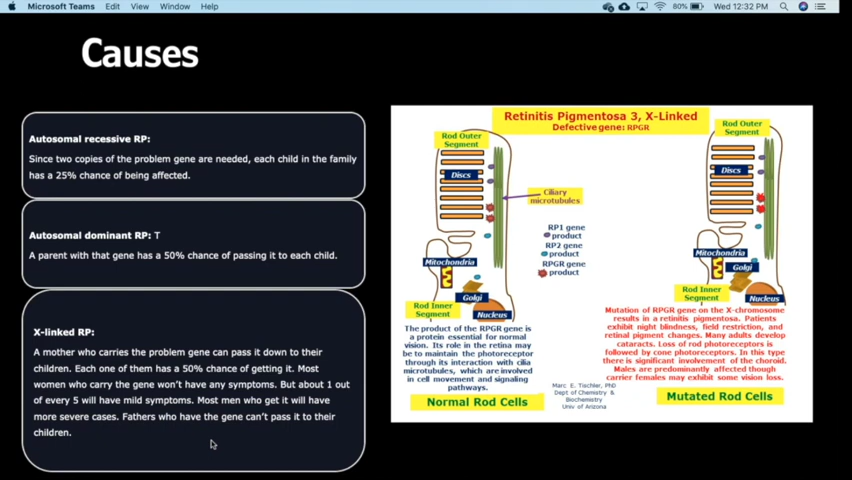 Microsoft Teams Edit View Window Help
80% Wed 12:32 PM
Causes
Autosomal recessive RP:
Since two copies of the problem gene are needed, each child in the family
has a 25% chance of being affected.
Autosomal dominant RP: T
A parent with that gene has a 50% chance of passing it to each child.
X-linked RP:
A mother who carries the problem gene can pass it down to their
children. Each one of them has a 50% chance of getting it. Most
women who carry the gene won't have any symptoms. But about 1 out
of every 5 will have mild symptoms. Most men who get it will have
more severe cases. Fathers who have the gene can't pass it to their
children.
Retinitis Pigmentosa 3, X-Linked
Defective gene: RPGR
Rod Outer
Segment
Discs
Ciliary
microtubules
RP1 gene
product
RP2 gene
product
RPGR gene
product
Mitochondria
Golgi
Rod Inner
Segment
Nucleus
The product of the RPGR gene is
a protein essential for normal
vision. Its role in the retina may
be to maintain the photoreceptor
through its interaction with cilia
microtubules, which are involved
in cell movement and signaling
pathways.
Normal Rod Cells
Marc E. Tischler, PhD
Dept of Chemistry &
Biochemistry
Univ of Arizona
Rod Outer
Segment
Discs
Mitochondria
Golgi
Rod Inner
Segment
Nucleus
Mutation of RPGR gene on the X-chromosome
results in a retinitis pigmentosa. Patients
exhibit night blindness, field restriction, and
retinal pigment changes. Many adults develop
cataracts. Loss of rod photoreceptors is
followed by cone photoreceptors. In this type
there is significant involvement of the choroid.
Males are predominantly affected though
carrier females may exhibit some vision loss.
Mutated Rod Cells